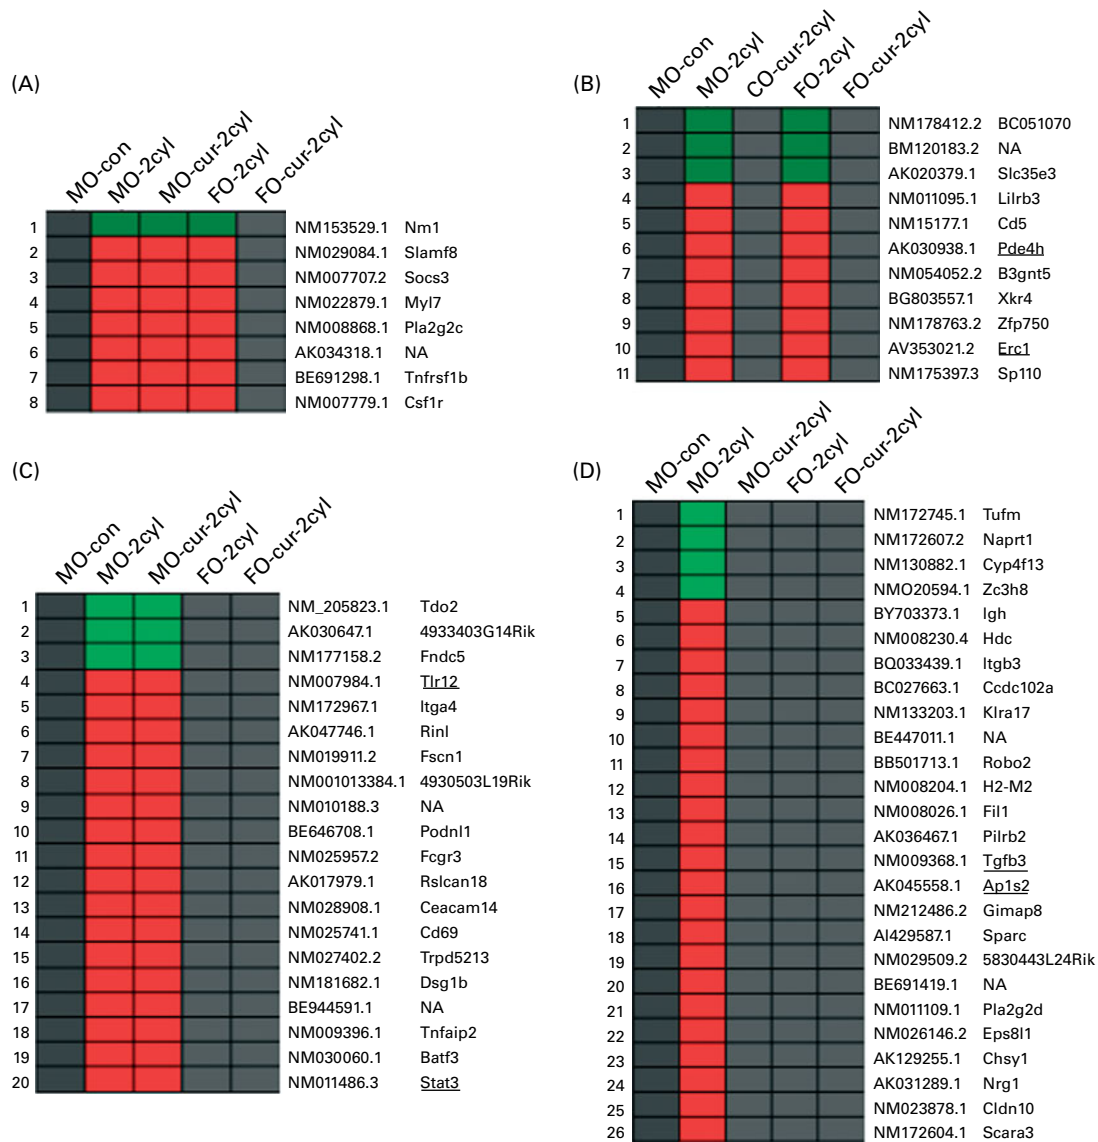 (A)
MO-con
MO-2cyl
MO-cur-2cyl
FO-2cyl
FO-cur-2cyl
1 NM153529.1 Nm1
2 NM029084.1 Slamf8
3 NM007707.2 Socs3
4 NM022879.1 Myl7
5 NM008868.1 Pla2g2c
6 AK034318.1 NA
7 BE691298.1 Tnfrsf1b
8 NM007779.1 Csf1r
(B)
MO-con
MO-2cyl
CO-cur-2cyl
FO-2cyl
FO-cur-2cyl
1 NM178412.2 BC051070
2 BM120183.2 NA
3 AK020379.1 Slc35e3
4 NM011095.1 Lilrb3
5 NM15177.1 Cd5
6 AK030938.1 Pde4h
7 NM054052.2 B3gnt5
8 BG803557.1 Xkr4
9 NM178763.2 Zfp750
10 AV353021.2 Erc1
11 NM175397.3 Sp110
(C)
MO-con
MO-2cyl
MO-cur-2cyl
FO-2cyl
FO-cur-2cyl
1 NM_205823.1 Tdo2
2 AK030647.1 4933403G14Rik
3 NM177158.2 Fndc5
4 NM007984.1 Tlr12
5 NM172967.1 Itga4
6 AK047746.1 Rinl
7 NM019911.2 Fscn1
8 NM001013384.1 4930503L19Rik
9 NM010188.3 NA
10 BE646708.1 Podnl1
11 NM025957.2 Fcgr3
12 AK017979.1 Rslcan18
13 NM028908.1 Ceacam14
14 NM025741.1 Cd69
15 NM027402.2 Trpd5213
16 NM181682.1 Dsg1b
17 BE944591.1 NA
18 NM009396.1 Tnfaip2
19 NM030060.1 Batf3
20 NM011486.3 Stat3
(D)
MO-con
MO-2cyl
MO-cur-2cyl
FO-2cyl
FO-cur-2cyl
1 NM172745.1 Tufm
2 NM172607.2 Naprt1
3 NM130882.1 Cyp4f13
4 NMO20594.1 Zc3h8
5 BY703373.1 Igh
6 NM008230.4 Hdc
7 BQ033439.1 Itgb3
8 BC027663.1 Ccdc102a
9 NM133203.1 Klra17
10 BE447011.1 NA
11 BB501713.1 Robo2
12 NM008204.1 H2-M2
13 NM008026.1 Fil1
14 AK036467.1 Pilrb2
15 NM009368.1 Tgfb3
16 AK045558.1 Ap1s2
17 NM212486.2 Gimap8
18 AI429587.1 Sparc
19 NM029509.2 5830443L24Rik
20 BE691419.1 NA
21 NM011109.1 Pla2g2d
22 NM026146.2 Eps8l1
23 AK129255.1 Chsy1
24 AK031289.1 Nrg1
25 NM023878.1 Cldn10
26 NM172604.1 Scara3